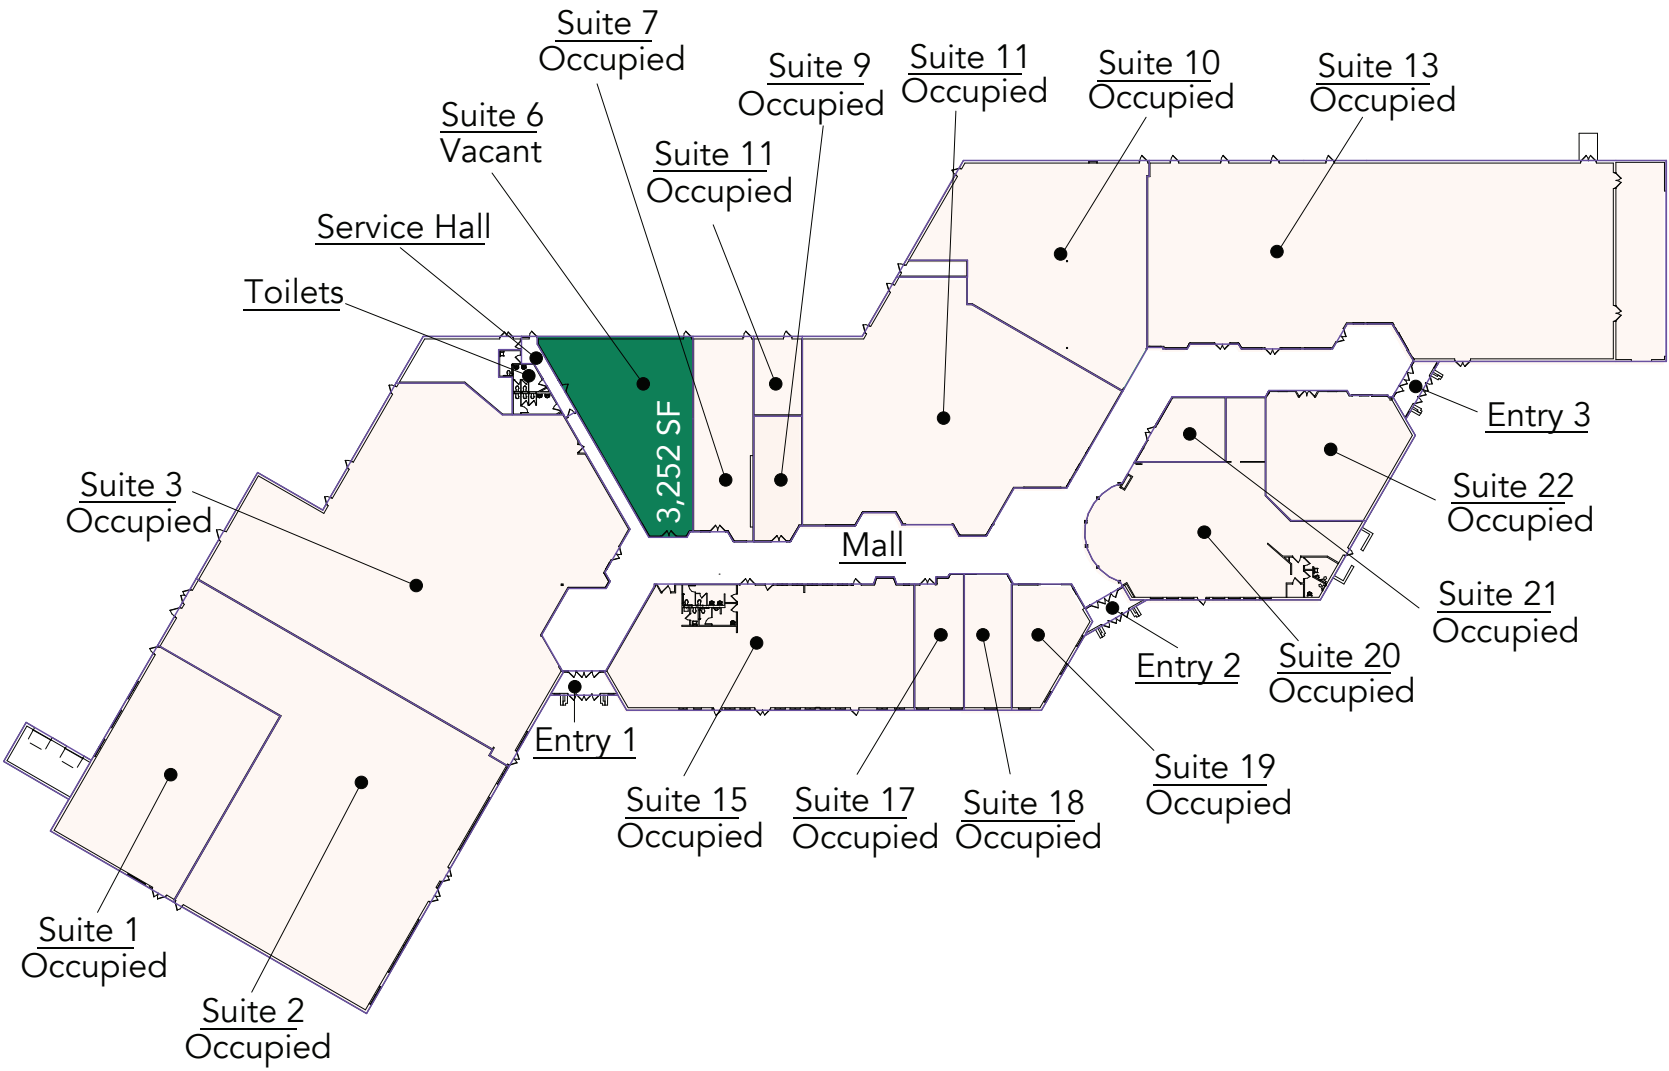 Suite 7
Occupied
Suite 9
Occupied
Suite 11
Occupied
Suite 10
Occupied
Suite 13
Occupied
Suite 6
Vacant
Suite 11
Occupied
Service Hall
Toilets
3,252 SF
Entry 3
Suite 3
Occupied
Suite 22
Occupied
Mall
Suite 21
Occupied
Entry 2
Suite 20
Occupied
Entry 1
Suite 19
Occupied
Suite 15
Occupied
Suite 17
Occupied
Suite 18
Occupied
Suite 1
Occupied
Suite 2
Occupied